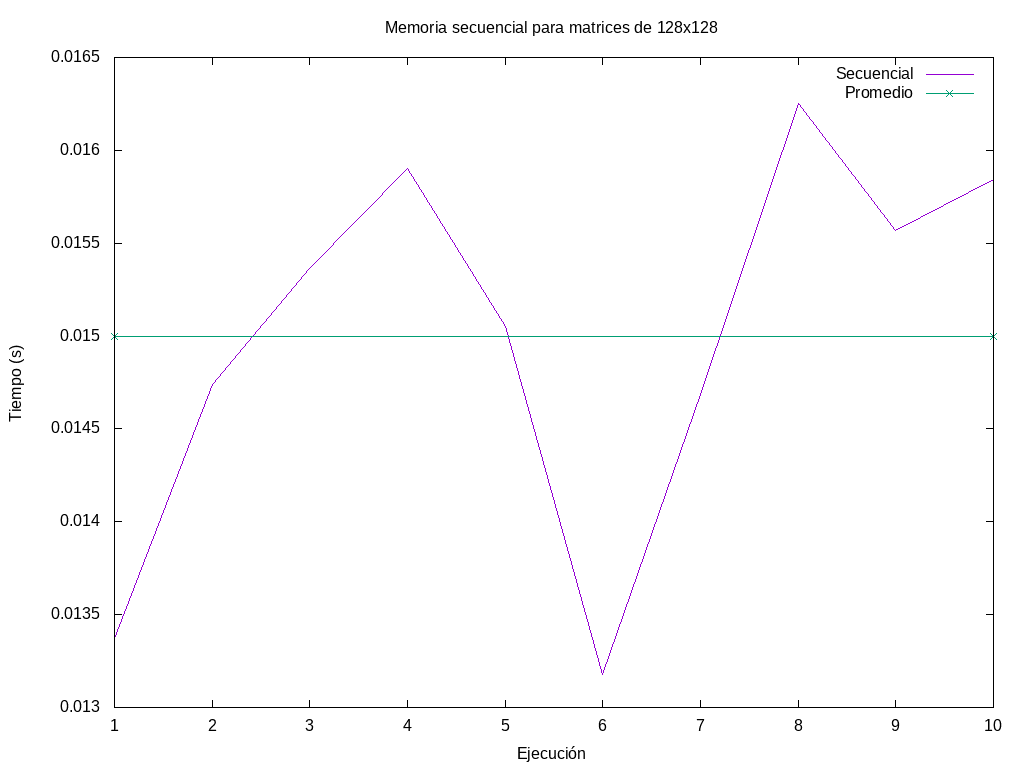 Memoria secuencial para matrices de 128x128
0.0165
0.016
0.0155
0.015
0.0145
0.014
0.0135
0.013
Tiempo (s)
Secuencial
Promedio
1 2 3 4 5 6 7 8 9 10
Ejecución